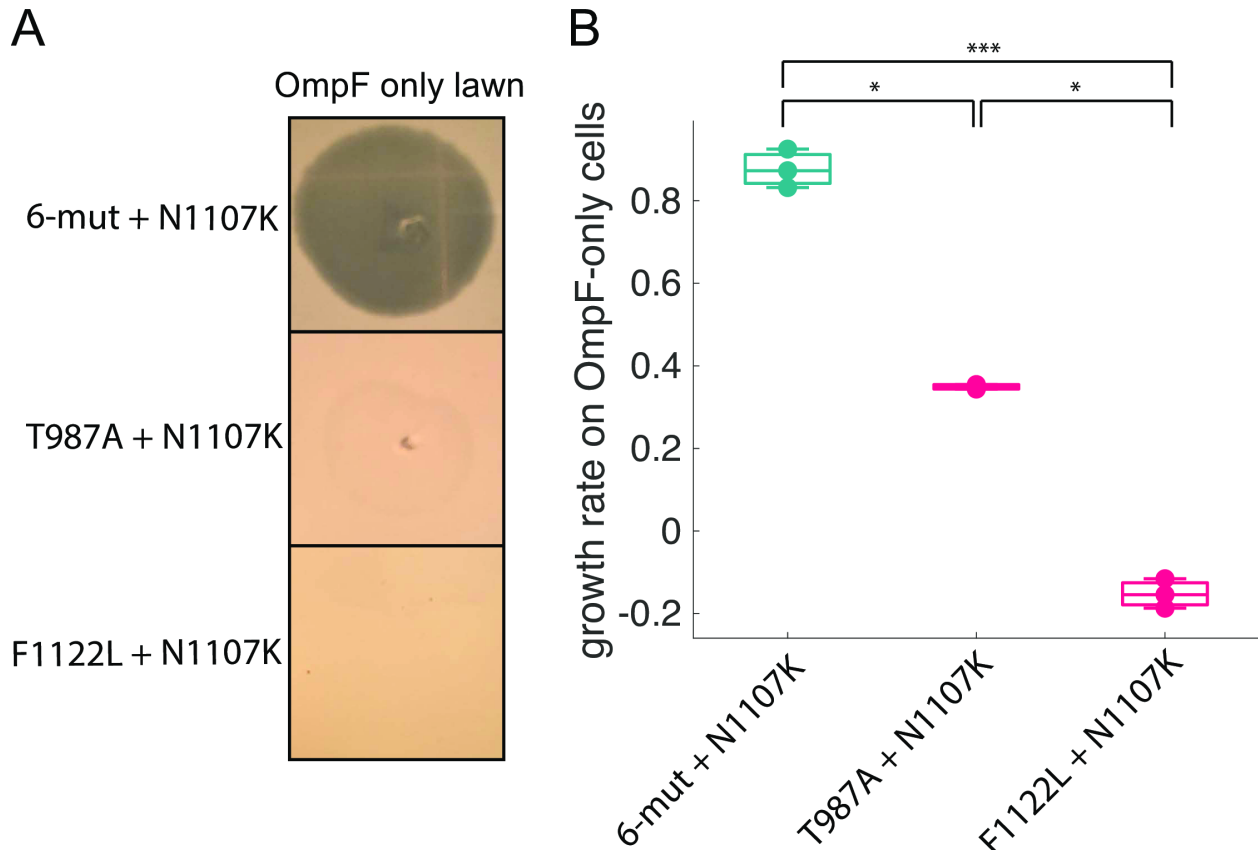 A
OmpF only lawn
6-mut + N1107K
T987A + N1107K
F1122L + N1107K
B
***
*
*
growth rate on OmpF-only cells
0.8
0.6
0.4
0.2
0
-0.2
6-mut + N1107K
T987A + N1107K
F1122L + N1107K